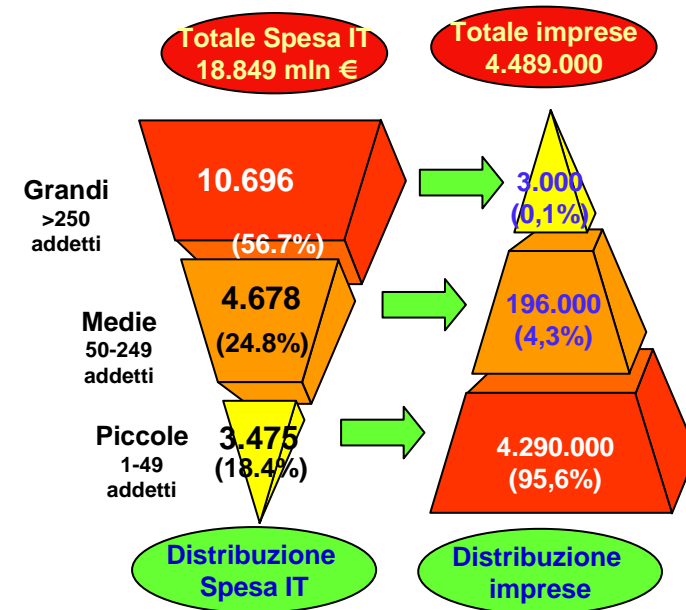 Totale Spesa IT
18.849 mln €
Totale imprese
4.489.000
Grandi
>250
addetti
10.696
(56.7%)
3.000
(0,1%)
Medie
50-249
addetti
4.678
(24.8%)
196.000
(4,3%)
Piccole
1-49
addetti
3.475
(18.4%)
4.290.000
(95,6%)
Distribuzione
Spesa IT
Distribuzione
imprese